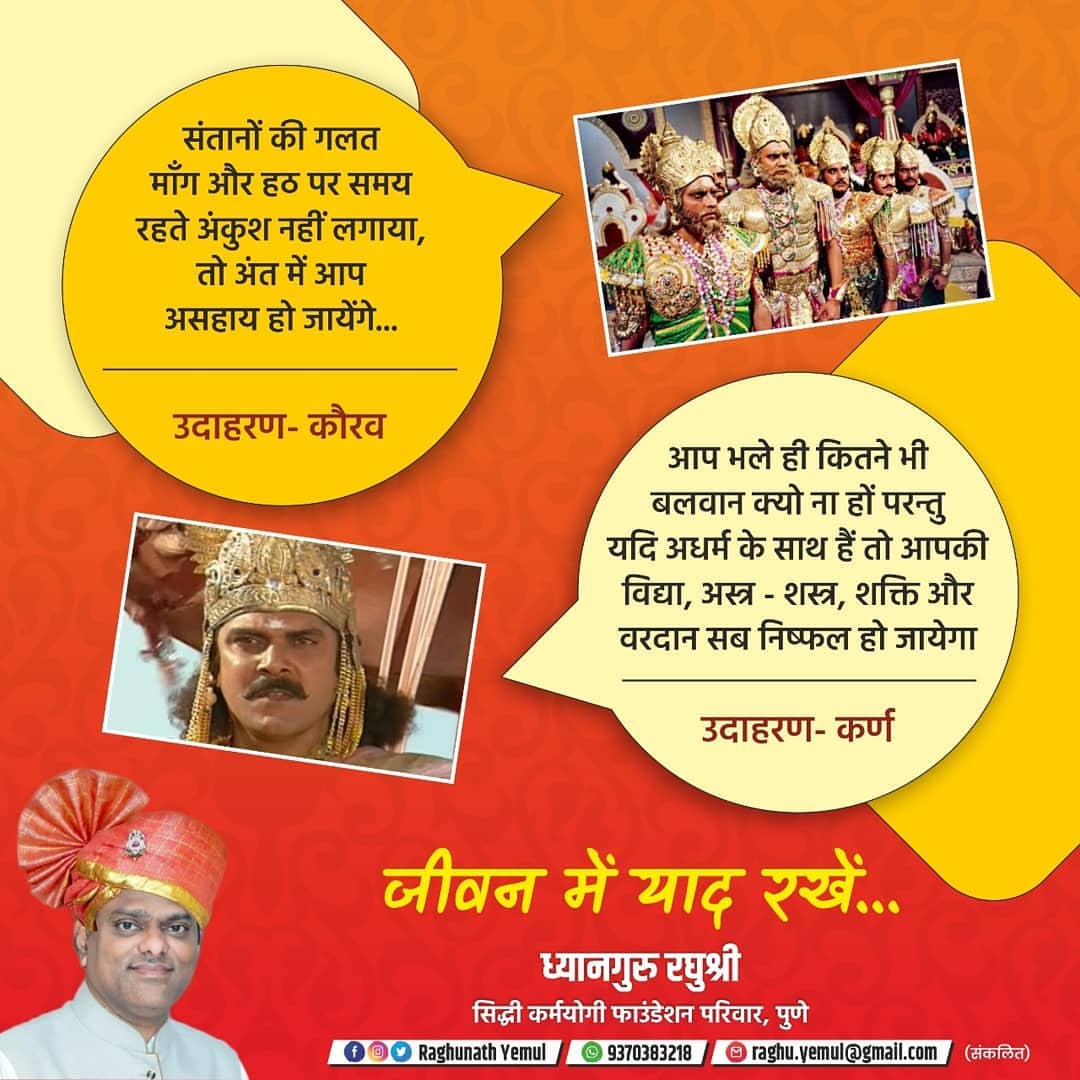 संतानों की गलत
माँग और हठ पर समय
रहते अंकुश नहीं लगाया,
तो अंत में आप
असहाय हो जायेंगे...
उदाहरण- कौरव
आप भले ही कितने भी
बलवान क्यो ना हों परन्तु
यदि अधर्म के साथ हैं तो आपकी
विद्या, अस्त्र - शस्त्र, शक्ति और
वरदान सब निष्फल हो जायेगा
उदाहरण- कर्ण
जीवन में याद रखें...
ध्यानगुरु रघुश्री
सिद्धी कर्मयोगी फाउंडेशन परिवार, पुणे
Raghunath Yemul 9370383218 raghu.yemul@gmail.com (संकलित)